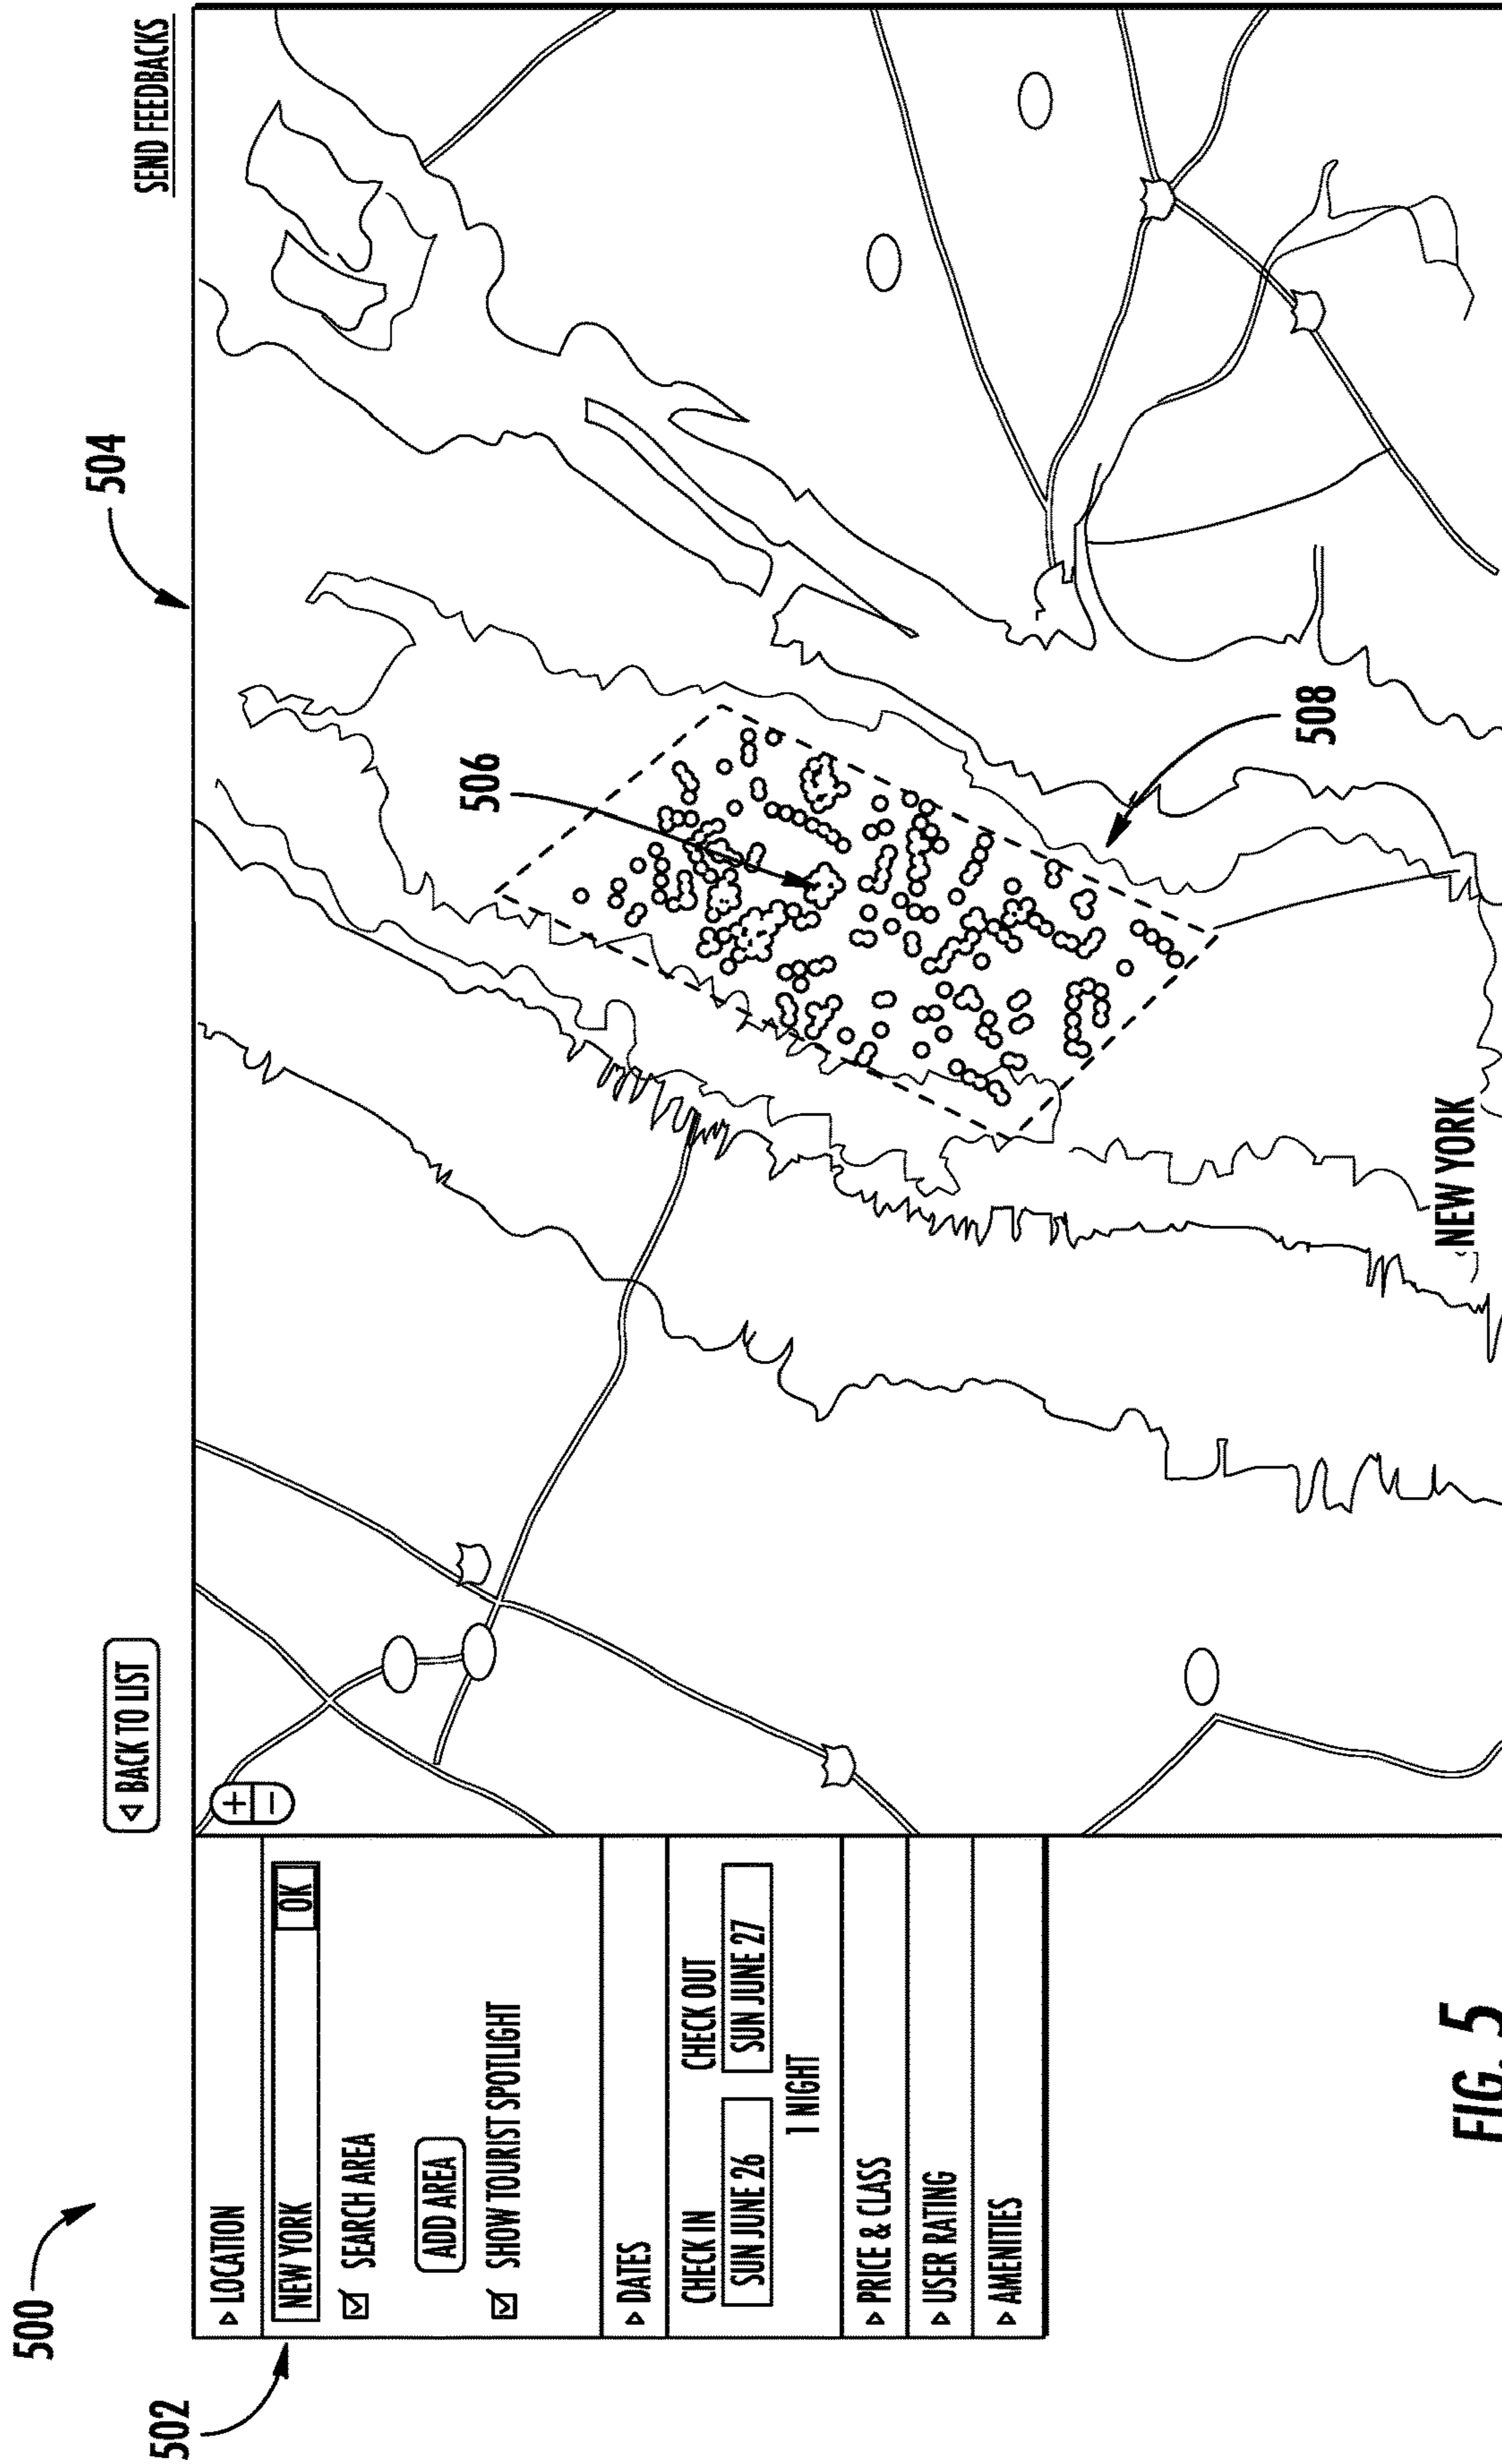 500
502
504
◁ BACK TO LIST
SEND FEEDBACKS
▷ LOCATION
NEW YORK OK
☑ SEARCH AREA
ADD AREA
☑ SHOW TOURIST SPOTLIGHT
▷ DATES
CHECK IN CHECK OUT
SUN JUNE 26 SUN JUNE 27
1 NIGHT
▷ PRICE & CLASS
▷ USER RATING
▷ AMENITIES
+
−
506
508
NEW YORK
FIG. 5